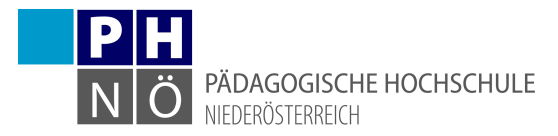 PH
NÖ
PÄDAGOGISCHE HOCHSCHULE
NIEDERÖSTERREICH